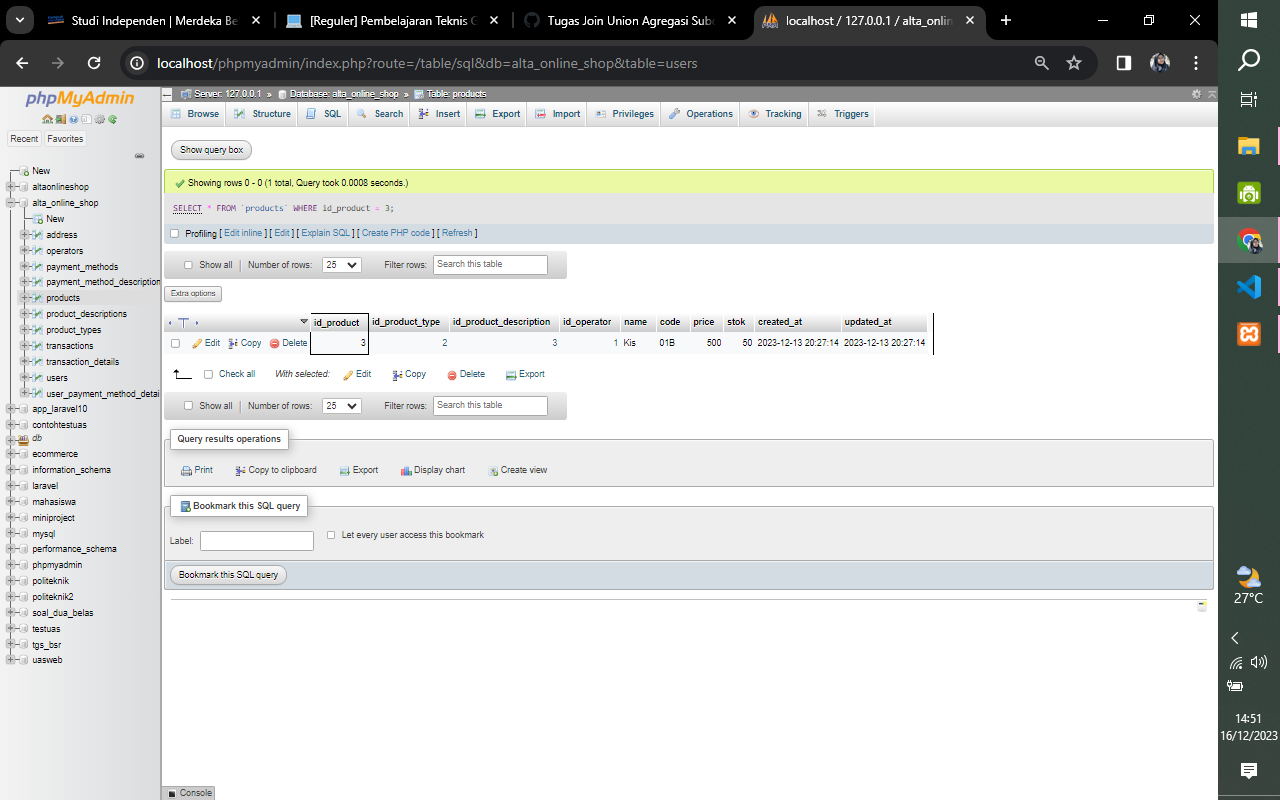 Studi Independen | Merdeka Be
[Reguler] Pembelajaran Teknis G
Tugas Join Union Agregasi Sub
localhost / 127.0.0.1 / alta_onlin
localhost/phpmyadmin/index.php?route=/table/sql&db=alta_online_shop&table=users
phpMyAdmin
Recent Favorites
New
altaonlineshop
alta_online_shop
New
address
operators
payment_methods
payment_method_description
products
product_descriptions
product_types
transactions
transaction_details
users
user_payment_method_detai
app_laravel10
contohtestuas
db
ecommerce
information_schema
laravel
mahasiswa
miniproject
mysql
performance_schema
phpmyadmin
politeknik
politeknik2
soal_dua_belas
testuas
tgs_bsr
uasweb
Server: 127.0.0.1 » Database: alta_online_shop » Table: products
Browse Structure SQL Search Insert Export Import Privileges Operations Tracking Triggers
Show query box
Showing rows 0 - 0 (1 total, Query took 0.0008 seconds.)
SELECT * FROM `products` WHERE id_product = 3;
Profiling [ Edit inline ] [ Edit ] [ Explain SQL ] [ Create PHP code ] [ Refresh ]
Show all | Number of rows: 25 Filter rows: Search this table
Extra options
id_product id_product_type id_product_description id_operator name code price stok created_at updated_at
Edit Copy Delete 3 2 3 1 Kis 01B 500 50 2023-12-13 20:27:14 2023-12-13 20:27:14
Check all With selected: Edit Copy Delete Export
Show all | Number of rows: 25 Filter rows: Search this table
Query results operations
Print Copy to clipboard Export Display chart Create view
Bookmark this SQL query
Label: Let every user access this bookmark
Bookmark this SQL query
Console
27°C
14:51
16/12/2023